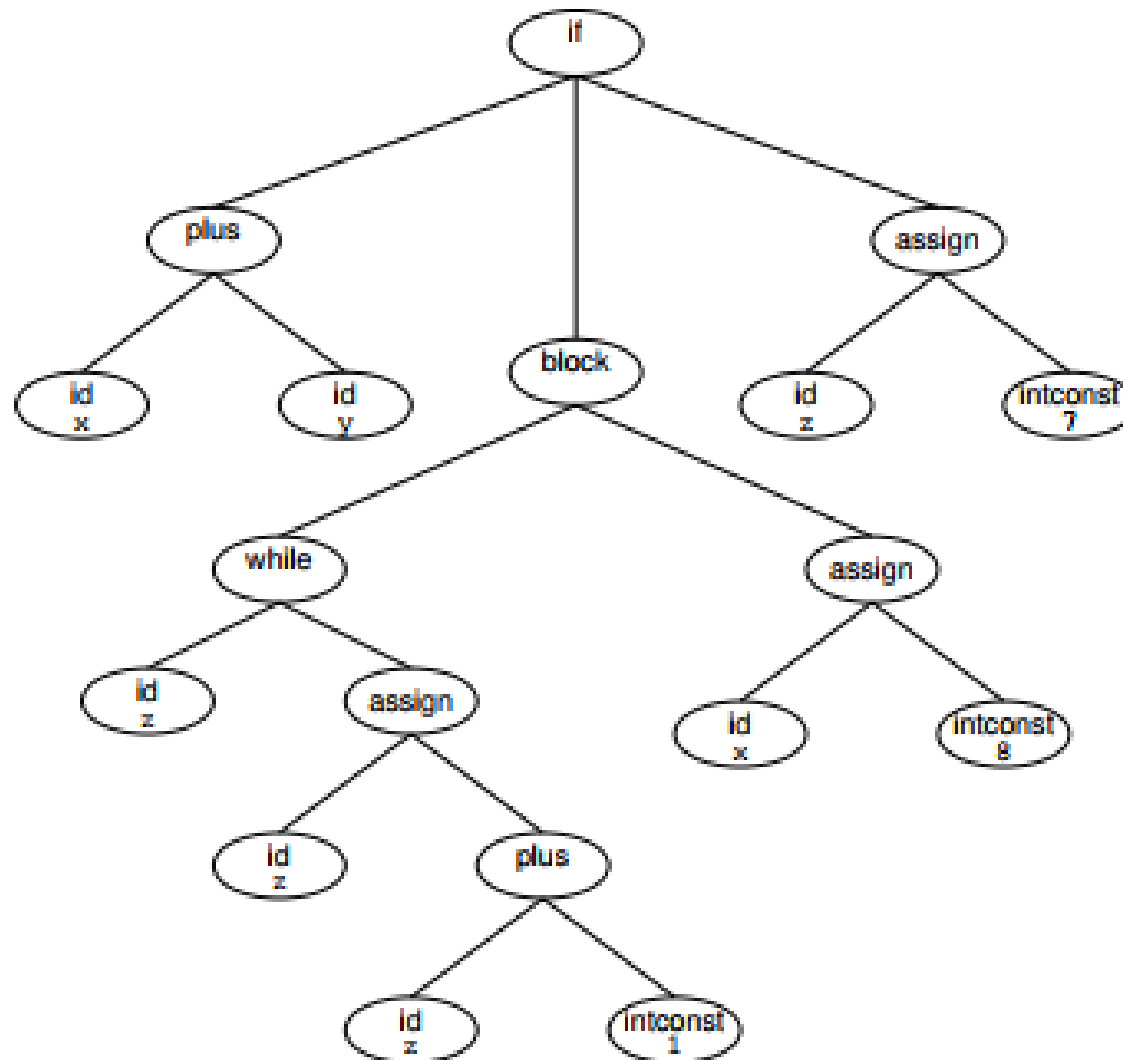 if
plus
assign
id
x
id
y
block
id
z
intconst
7
while
assign
id
z
assign
id
x
intconst
8
id
z
plus
id
z
intconst
1